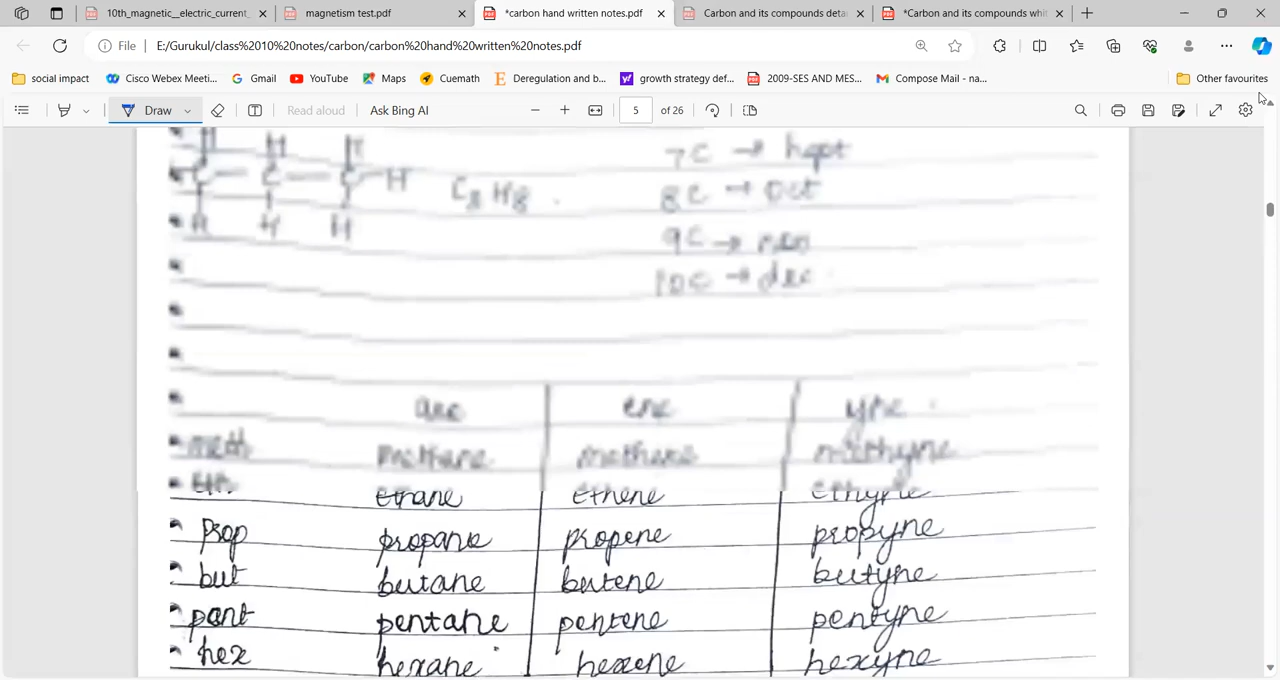 10th_magnetic__electric_current_
magnetism test.pdf
*carbon hand written notes.pdf
Carbon and its compounds deta
*Carbon and its compounds whi
File
E:/Gurukul/class%2010%20notes/carbon/carbon%20hand%20written%20notes.pdf
social impact
Cisco Webex Meeti...
Gmail
YouTube
Maps
Cuemath
Deregulation and b...
growth strategy def...
2009-SES AND MES...
Compose Mail - na...
Other favourites
Draw
Read aloud
Ask Bing AI
5 of 26
7C → hept
8C → oct
9C → non
10C → dec
H H H
C — C — C — H
H H H
C3 H8
ane ene yne
meth methane methene methyne
Eth ethane Ethene Ethyne
prop propane propene propyne
but butane butene butyne
pent pentane pentene pentyne
hex hexane hexene hexyne